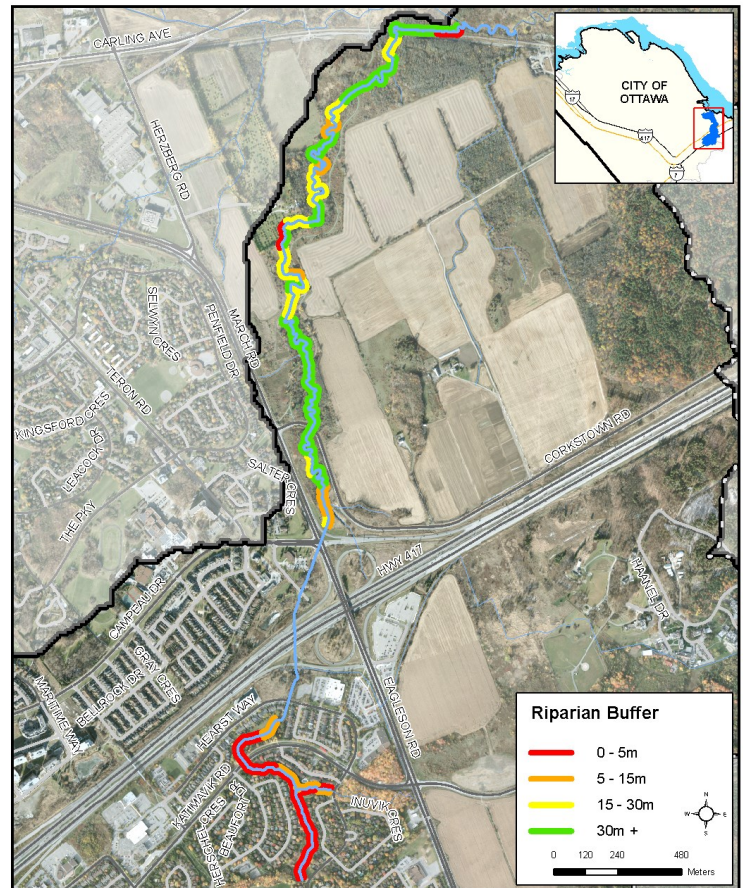 CARLING AVE
HERZBERG RD
MARCH RD
PENFIELD DR
SELWYN CRES
TERON RD
KINGSFORD CRES
LEACOCK DR
THE PKY
SALTER CRES
CORKSTOWN RD
HWY 417
HAANEL DR
CAMPEAU DR
GRAY CRES
BELLROCK DR
MARITIME WAY
HEARST WAY
EAGLESON RD
KATIMAVIK RD
HERSCHEL CRES
BEAUFORT DR
INUVIK CRES
CITY OF
OTTAWA
17
417
7
Riparian Buffer
0 - 5m
5 - 15m
15 - 30m
30m +
N
W E
S
0 120 240 480
Meters